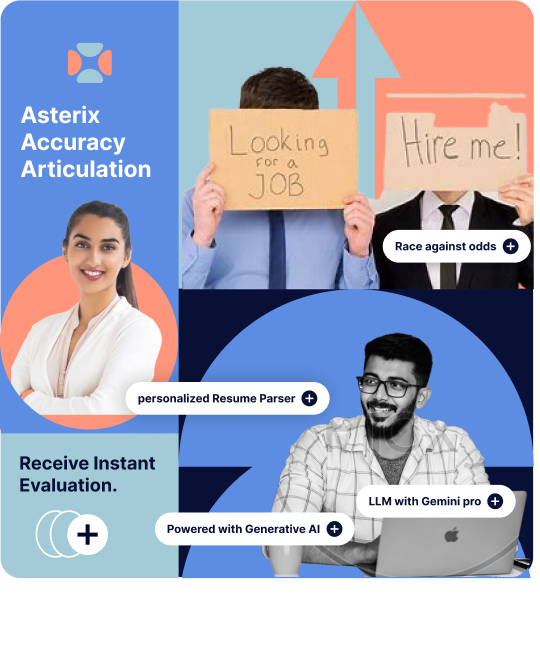 Asterix
Accuracy
Articulation
Looking
FOR a
JOB
Hire me!
Race against odds
personalized Resume Parser
Receive Instant
Evaluation.
LLM with Gemini pro
Powered with Generative AI